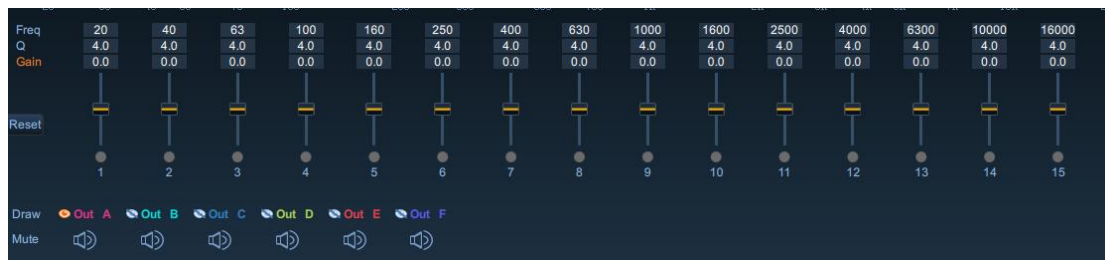 Freq 20 40 63 100 160 250 400 630 1000 1600 2500 4000 6300 10000 16000
Q 4.0 4.0 4.0 4.0 4.0 4.0 4.0 4.0 4.0 4.0 4.0 4.0 4.0 4.0 4.0
Gain 0.0 0.0 0.0 0.0 0.0 0.0 0.0 0.0 0.0 0.0 0.0 0.0 0.0 0.0 0.0
Reset
1 2 3 4 5 6 7 8 9 10 11 12 13 14 15
Draw Out A Out B Out C Out D Out E Out F
Mute